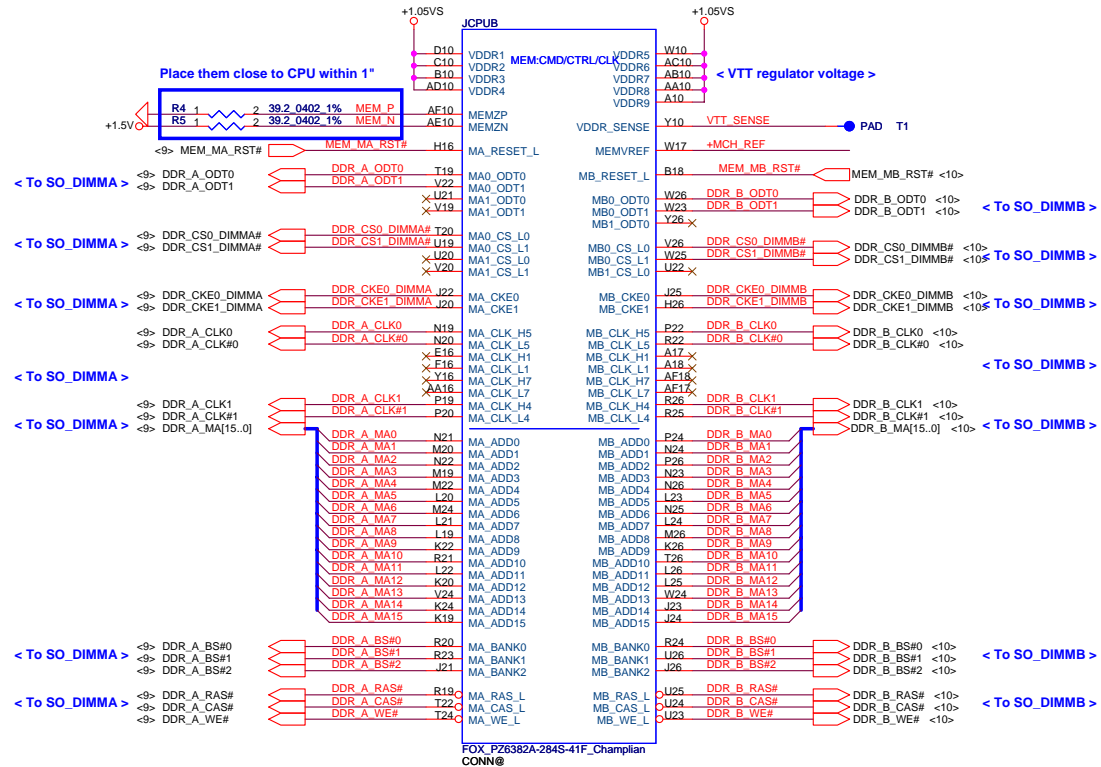 +1.05VS +1.05VS
JCPUB
MEM:CMD/CTRL/CLK
D10 VDDR1 VDDR5 W10
C10 VDDR2 VDDR6 AC10
B10 VDDR3 VDDR7 AB10
AD10 VDDR4 VDDR8 AA10
VDDR9 A10
< VTT regulator voltage >
Place them close to CPU within 1"
R4 1 2 39.2_0402_1% MEM_P AF10 MEMZP
+1.5V R5 1 2 39.2_0402_1% MEM_N AE10 MEMZN
VDDR_SENSE Y10 VTT_SENSE PAD T1
<9> MEM_MA_RST# MEM_MA_RST# H16 MA_RESET_L
MEMVREF W17 +MCH_REF
MB_RESET_L B18 MEM_MB_RST# MEM_MB_RST# <10>
< To SO_DIMMA >
<9> DDR_A_ODT0 DDR_A_ODT0 T19 MA0_ODT0
<9> DDR_A_ODT1 DDR_A_ODT1 V22 MA0_ODT1
U21 MA1_ODT0
V19 MA1_ODT1
MB0_ODT0 W26 DDR_B_ODT0 DDR_B_ODT0 <10>
MB0_ODT1 W23 DDR_B_ODT1 DDR_B_ODT1 <10>
MB1_ODT0 Y26
< To SO_DIMMB >
< To SO_DIMMA >
<9> DDR_CS0_DIMMA# DDR_CS0_DIMMA# T20 MA0_CS_L0
<9> DDR_CS1_DIMMA# DDR_CS1_DIMMA# U19 MA0_CS_L1
U20 MA1_CS_L0
V20 MA1_CS_L1
MB0_CS_L0 V26 DDR_CS0_DIMMB# DDR_CS0_DIMMB# <10>
MB0_CS_L1 W25 DDR_CS1_DIMMB# DDR_CS1_DIMMB# <10>
MB1_CS_L0 U22
< To SO_DIMMB >
< To SO_DIMMA >
<9> DDR_CKE0_DIMMA DDR_CKE0_DIMMA J22 MA_CKE0 MB_CKE0 J25 DDR_CKE0_DIMMB DDR_CKE0_DIMMB <10>
<9> DDR_CKE1_DIMMA DDR_CKE1_DIMMA J20 MA_CKE1 MB_CKE1 H26 DDR_CKE1_DIMMB DDR_CKE1_DIMMB <10>
< To SO_DIMMB >
<9> DDR_A_CLK0 DDR_A_CLK0 N19 MA_CLK_H5 MB_CLK_H5 P22 DDR_B_CLK0 DDR_B_CLK0 <10>
<9> DDR_A_CLK#0 DDR_A_CLK#0 N20 MA_CLK_L5 MB_CLK_L5 R22 DDR_B_CLK#0 DDR_B_CLK#0 <10>
E16 MA_CLK_H1 MB_CLK_H1 A17
F16 MA_CLK_L1 MB_CLK_L1 A18
< To SO_DIMMB >
< To SO_DIMMA >
Y16 MA_CLK_H7 MB_CLK_H7 AF18
AA16 MA_CLK_L7 MB_CLK_L7 AF17
<9> DDR_A_CLK1 DDR_A_CLK1 P19 MA_CLK_H4 MB_CLK_H4 R26 DDR_B_CLK1 DDR_B_CLK1 <10>
<9> DDR_A_CLK#1 DDR_A_CLK#1 P20 MA_CLK_L4 MB_CLK_L4 R25 DDR_B_CLK#1 DDR_B_CLK#1 <10>
< To SO_DIMMA > <9> DDR_A_MA[15..0] DDR_B_MA[15..0] <10> < To SO_DIMMB >
DDR_A_MA0 N21 MA_ADD0 MB_ADD0 P24 DDR_B_MA0
DDR_A_MA1 M20 MA_ADD1 MB_ADD1 N24 DDR_B_MA1
DDR_A_MA2 N22 MA_ADD2 MB_ADD2 P26 DDR_B_MA2
DDR_A_MA3 M19 MA_ADD3 MB_ADD3 N23 DDR_B_MA3
DDR_A_MA4 M22 MA_ADD4 MB_ADD4 N26 DDR_B_MA4
DDR_A_MA5 L20 MA_ADD5 MB_ADD5 L23 DDR_B_MA5
DDR_A_MA6 M24 MA_ADD6 MB_ADD6 N25 DDR_B_MA6
DDR_A_MA7 L21 MA_ADD7 MB_ADD7 L24 DDR_B_MA7
DDR_A_MA8 L19 MA_ADD8 MB_ADD8 M26 DDR_B_MA8
DDR_A_MA9 K22 MA_ADD9 MB_ADD9 K26 DDR_B_MA9
DDR_A_MA10 R21 MA_ADD10 MB_ADD10 T26 DDR_B_MA10
DDR_A_MA11 L22 MA_ADD11 MB_ADD11 L26 DDR_B_MA11
DDR_A_MA12 K20 MA_ADD12 MB_ADD12 L25 DDR_B_MA12
DDR_A_MA13 V24 MA_ADD13 MB_ADD13 W24 DDR_B_MA13
DDR_A_MA14 K24 MA_ADD14 MB_ADD14 J23 DDR_B_MA14
DDR_A_MA15 K19 MA_ADD15 MB_ADD15 J24 DDR_B_MA15
<9> DDR_A_BS#0 DDR_A_BS#0 R20 MA_BANK0 MB_BANK0 R24 DDR_B_BS#0 DDR_B_BS#0 <10>
< To SO_DIMMA > <9> DDR_A_BS#1 DDR_A_BS#1 R23 MA_BANK1 MB_BANK1 U26 DDR_B_BS#1 DDR_B_BS#1 <10> < To SO_DIMMB >
<9> DDR_A_BS#2 DDR_A_BS#2 J21 MA_BANK2 MB_BANK2 J26 DDR_B_BS#2 DDR_B_BS#2 <10>
<9> DDR_A_RAS# DDR_A_RAS# R19 MA_RAS_L MB_RAS_L U25 DDR_B_RAS# DDR_B_RAS# <10>
< To SO_DIMMA > <9> DDR_A_CAS# DDR_A_CAS# T22 MA_CAS_L MB_CAS_L U24 DDR_B_CAS# DDR_B_CAS# <10> < To SO_DIMMB >
<9> DDR_A_WE# DDR_A_WE# T24 MA_WE_L MB_WE_L U23 DDR_B_WE# DDR_B_WE# <10>
FOX_PZ6382A-284S-41F_Champlian
CONN@